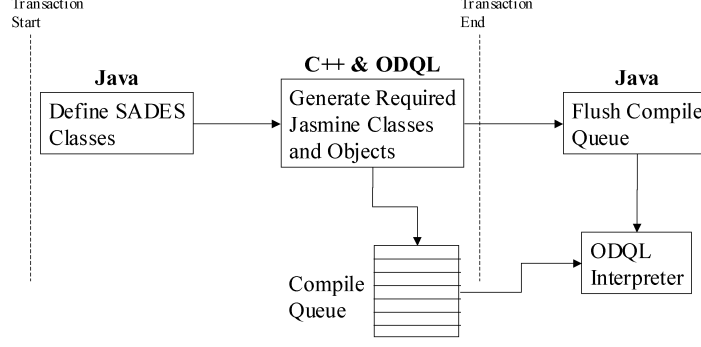 Transaction
Start
Transaction
End
Java
C++ & ODQL
Java
Define SADES
Classes
Generate Required
Jasmine Classes
and Objects
Flush Compile
Queue
Compile
Queue
ODQL
Interpreter